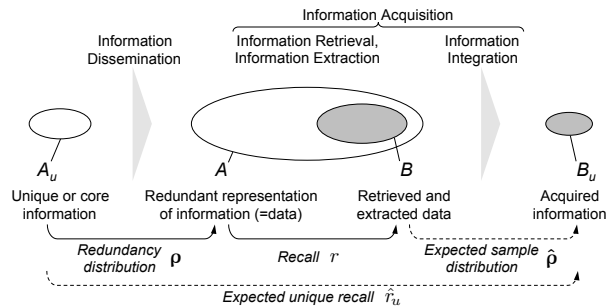 Information Acquisition
Information
Dissemination
Information Retrieval,
Information Extraction
Information
Integration
A_u
A
B
B_u
Unique or core
information
Redundant representation
of information (=data)
Retrieved and
extracted data
Acquired
information
Redundancy
distribution ρ
Recall r
Expected sample
distribution ρ̂
Expected unique recall r̂_u